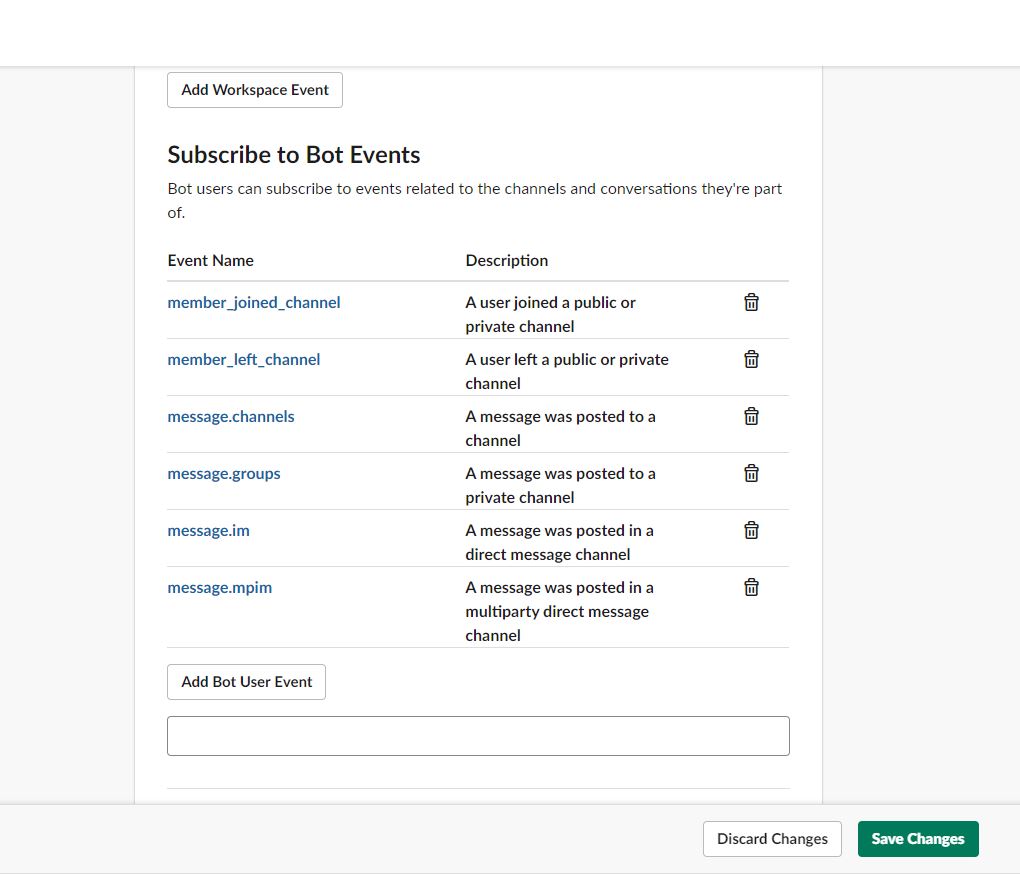 Add Workspace Event
Subscribe to Bot Events
Bot users can subscribe to events related to the channels and conversations they're part
of.
Event Name Description
member_joined_channel A user joined a public or
private channel
member_left_channel A user left a public or private
channel
message.channels A message was posted to a
channel
message.groups A message was posted to a
private channel
message.im A message was posted in a
direct message channel
message.mpim A message was posted in a
multiparty direct message
channel
Add Bot User Event
Discard Changes Save Changes